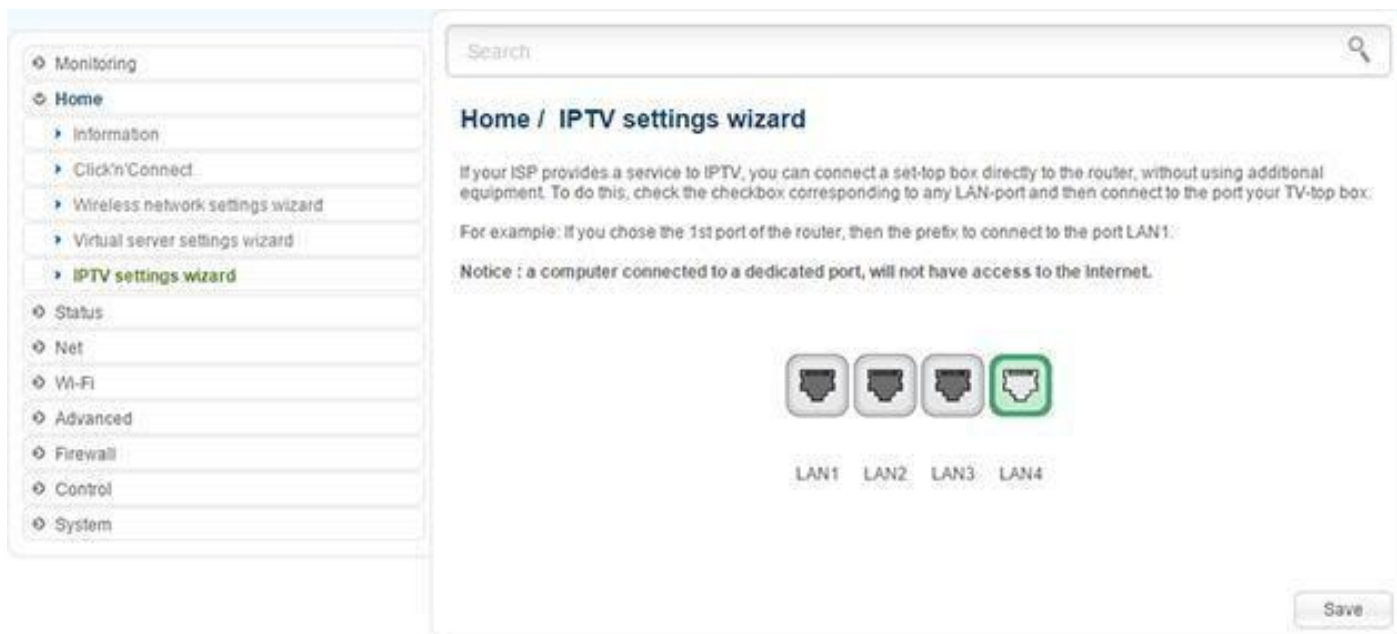 Monitoring
Home
Information
Click'n'Connect
Wireless network settings wizard
Virtual server settings wizard
IPTV settings wizard
Status
Net
Wi-Fi
Advanced
Firewall
Control
System
Search
Home / IPTV settings wizard
If your ISP provides a service to IPTV, you can connect a set-top box directly to the router, without using additional
equipment. To do this, check the checkbox corresponding to any LAN-port and then connect to the port your TV-top box.
For example: If you chose the 1st port of the router, then the prefix to connect to the port LAN1.
Notice : a computer connected to a dedicated port, will not have access to the Internet.
LAN1 LAN2 LAN3 LAN4
Save